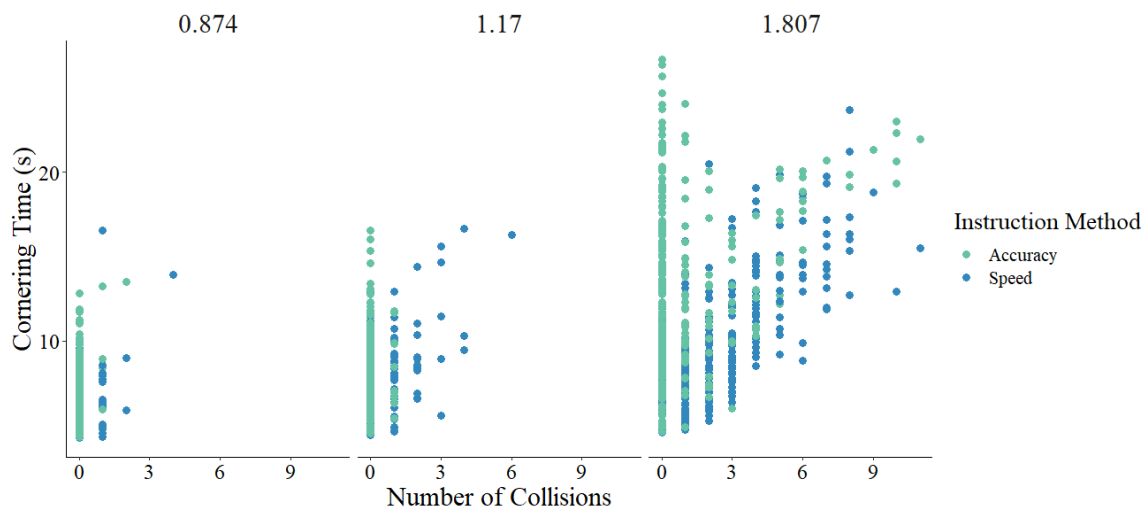 0.874 1.17 1.807
Cornering Time (s)
20
10
0 3 6 9 0 3 6 9 0 3 6 9
Number of Collisions
Instruction Method
Accuracy
Speed